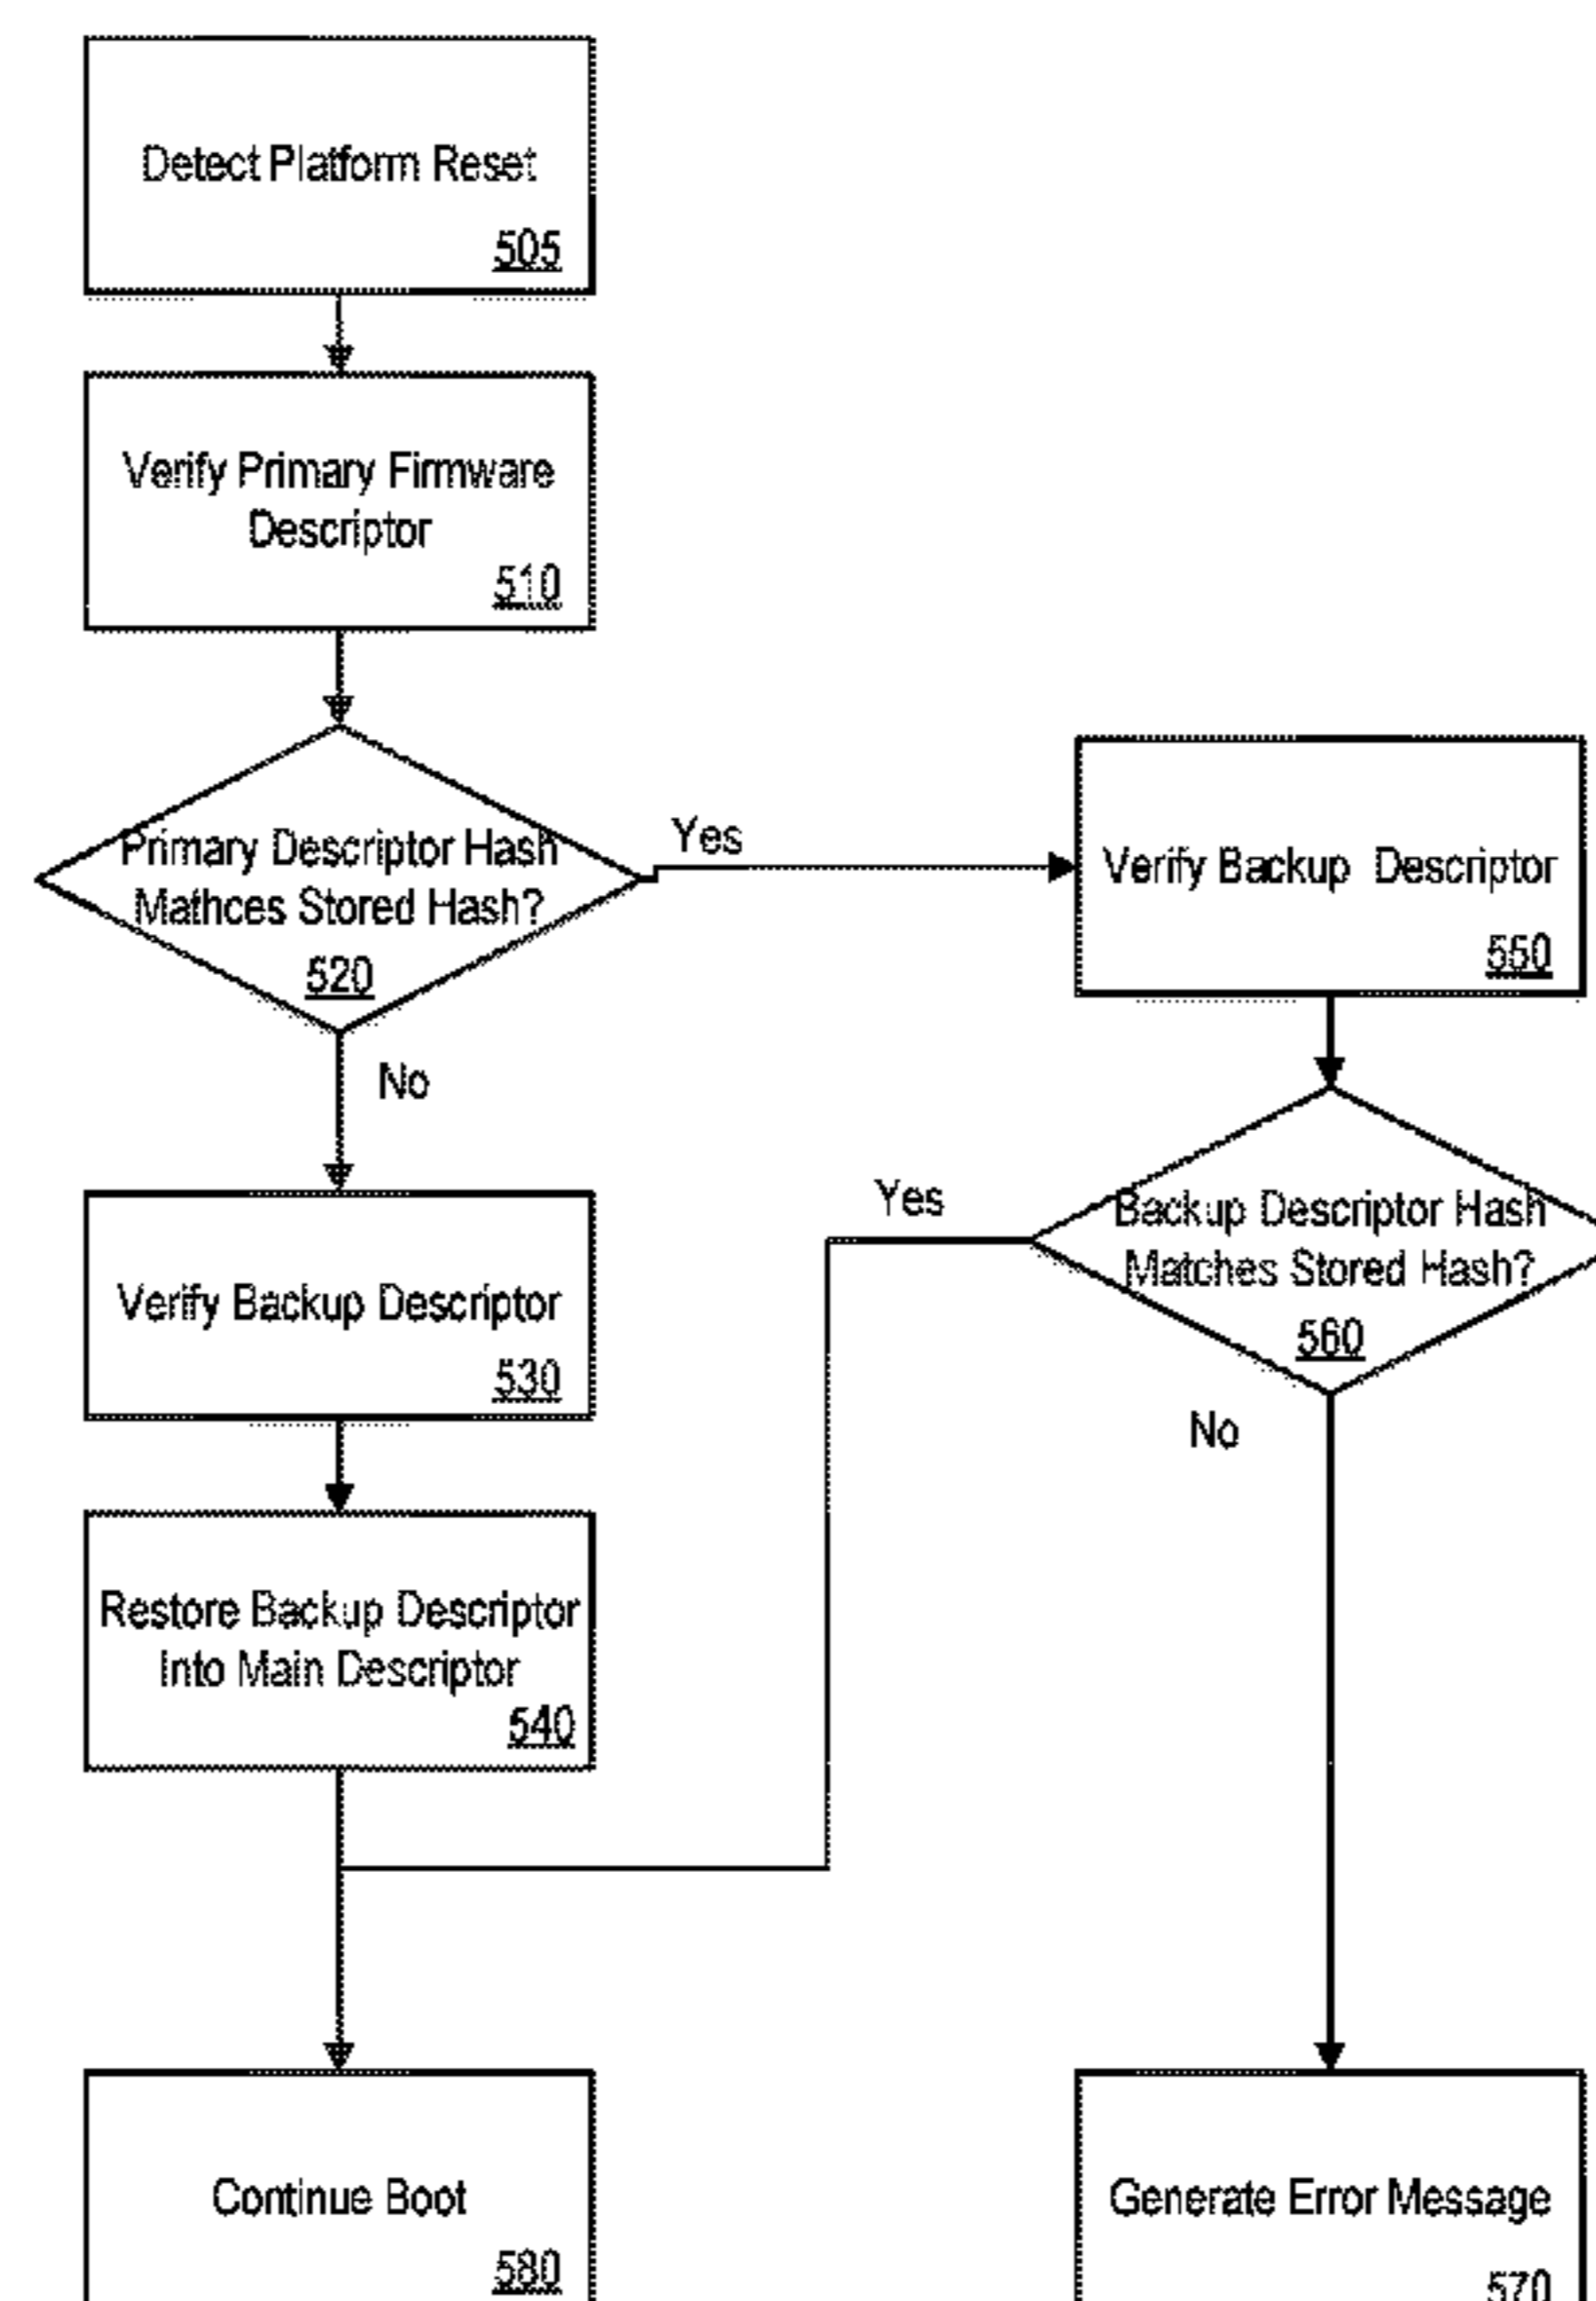 Detect Platform Reset
505
Verify Primary Firmware
Descriptor
510
Primary Descriptor Hash
Mathces Stored Hash?
520
Yes
No
Verify Backup Descriptor
550
Backup Descriptor Hash
Matches Stored Hash?
560
Yes
No
Verify Backup Descriptor
530
Restore Backup Descriptor
Into Main Descriptor
540
Continue Boot
580
Generate Error Message
570